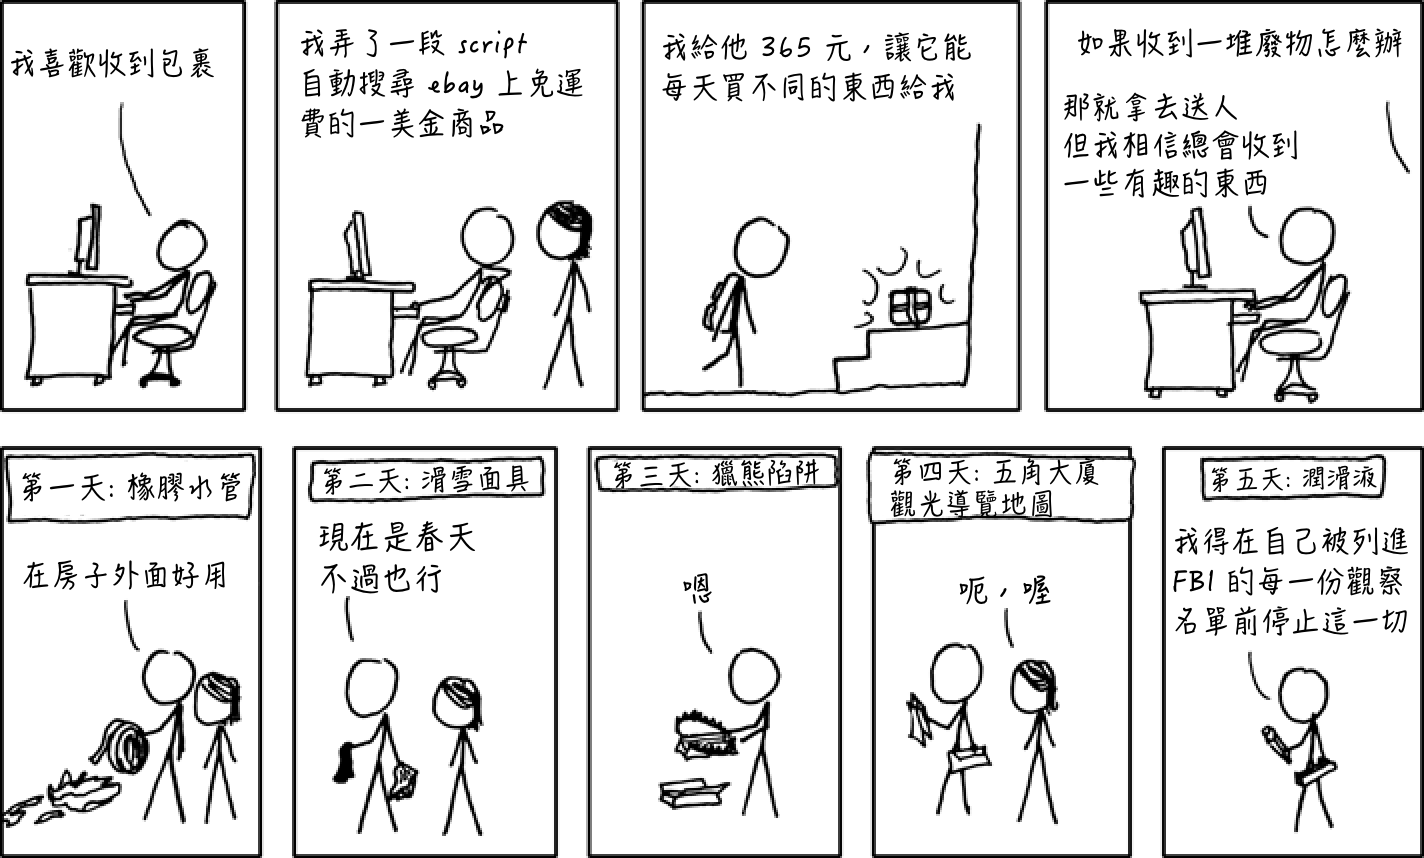 我喜歡收到包裹
我弄了一段 script
自動搜尋 ebay 上免運
費的一美金商品
我給他 365 元，讓它能
每天買不同的東西給我
如果收到一堆廢物怎麼辦
那就拿去送人
但我相信總會收到
一些有趣的東西
第一天: 橡膠水管
在房子外面好用
第二天: 滑雪面具
現在是春天
不過也行
第三天: 獵熊陷阱
嗯
第四天: 五角大廈
觀光導覽地圖
呃，喔
第五天: 潤滑液
我得在自己被列進
FBI 的每一份觀察
名單前停止這一切